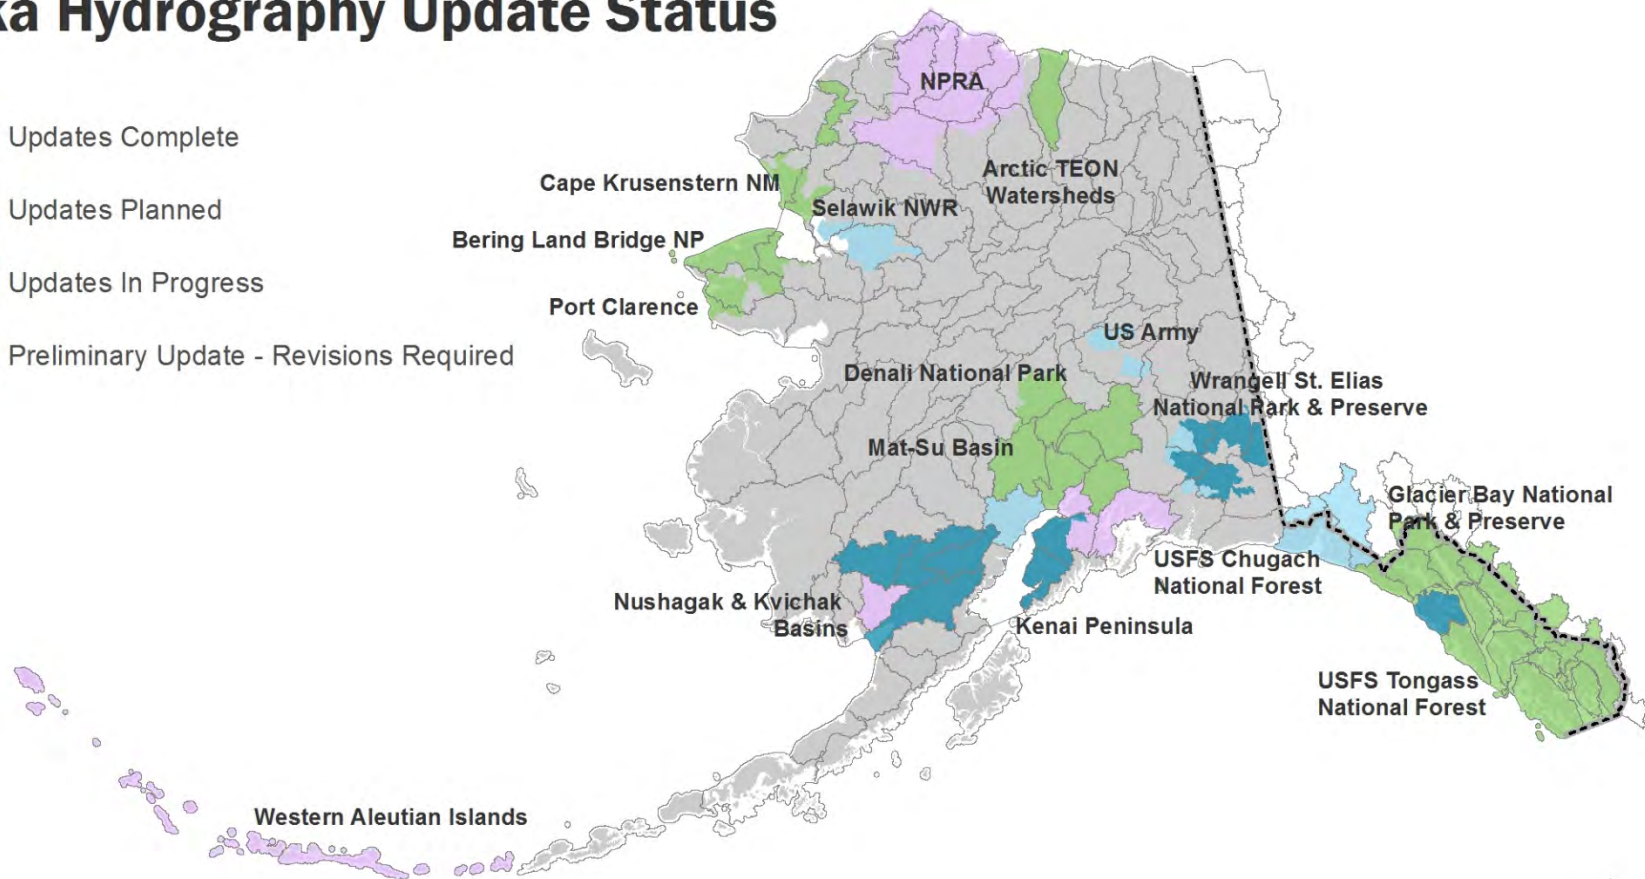 ka Hydrography Update Status
Updates Complete
Updates Planned
Updates In Progress
Preliminary Update - Revisions Required
NPRA
Arctic TEON
Watersheds
Cape Krusenstern NM
Selawik NWR
Bering Land Bridge NP
Port Clarence
US Army
Denali National Park
Wrangell St. Elias
National Park & Preserve
Mat-Su Basin
Glacier Bay National
Park & Preserve
USFS Chugach
National Forest
Nushagak & Kvichak
Basins
Kenai Peninsula
USFS Tongass
National Forest
Western Aleutian Islands